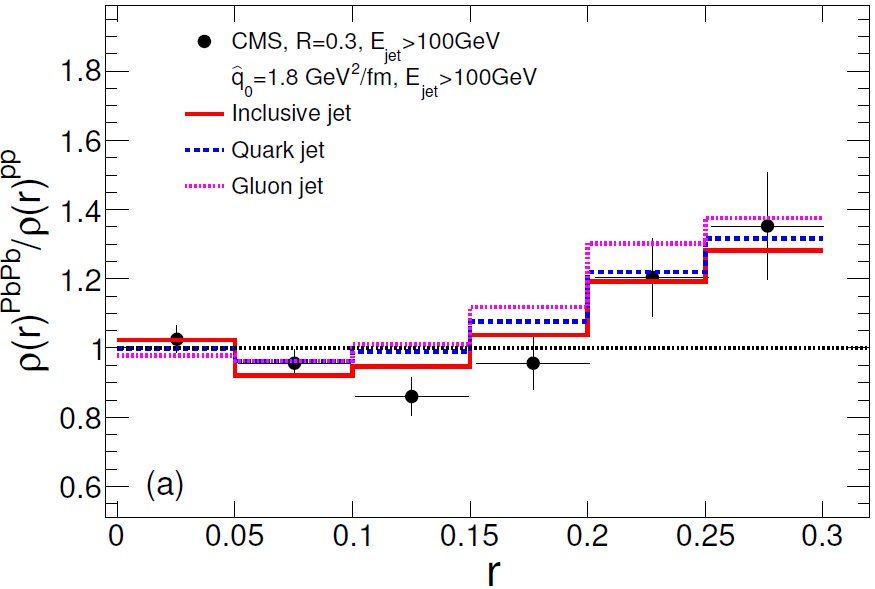 CMS, R=0.3, E_jet>100GeV
q̂_0=1.8 GeV^2/fm, E_jet>100GeV
Inclusive jet
Quark jet
Gluon jet
ρ(r)^PbPb/ρ(r)^pp
1.8
1.6
1.4
1.2
1
0.8
0.6
(a)
0 0.05 0.1 0.15 0.2 0.25 0.3
r